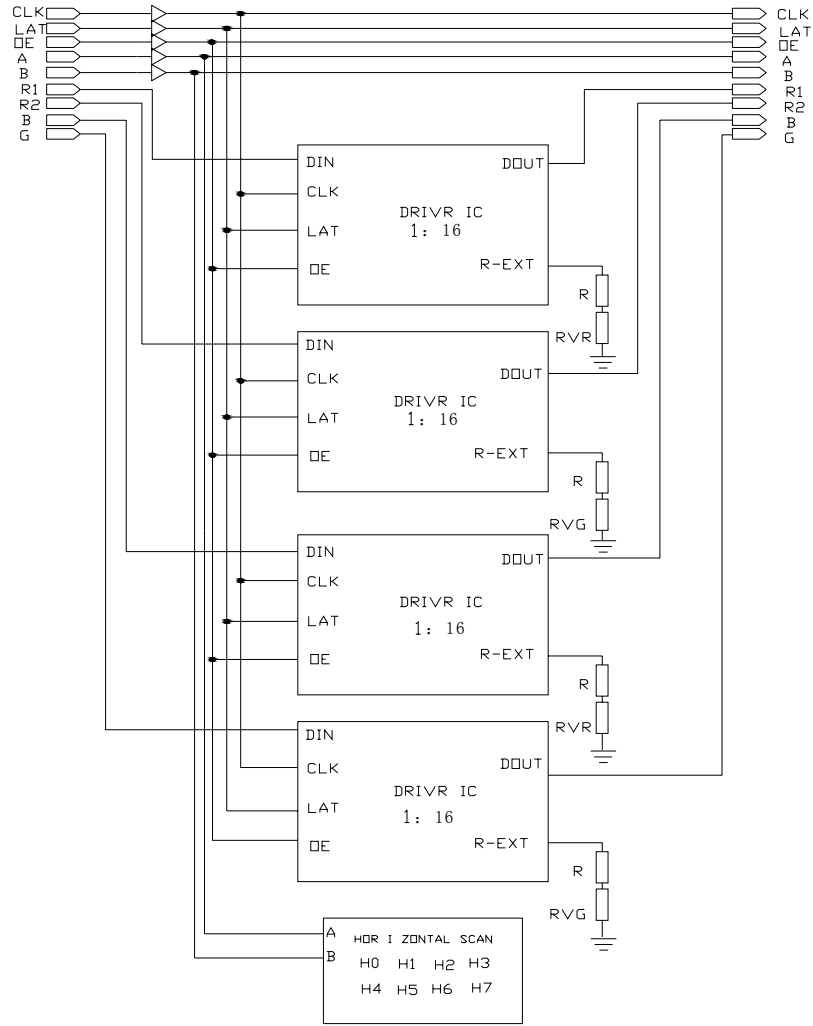 CLK
LAT
OE
A
B
R1
R2
B
G
CLK
LAT
OE
A
B
R1
R2
B
G
DIN
CLK
LAT
OE
DRIVR IC
1: 16
DOUT
R-EXT
R
RVR
DIN
CLK
LAT
OE
DRIVR IC
1: 16
DOUT
R-EXT
R
RVG
DIN
CLK
LAT
OE
DRIVR IC
1: 16
DOUT
R-EXT
R
RVR
DIN
CLK
LAT
OE
DRIVR IC
1: 16
DOUT
R-EXT
R
RVG
A
B
HOR I ZONTAL SCAN
H0 H1 H2 H3
H4 H5 H6 H7